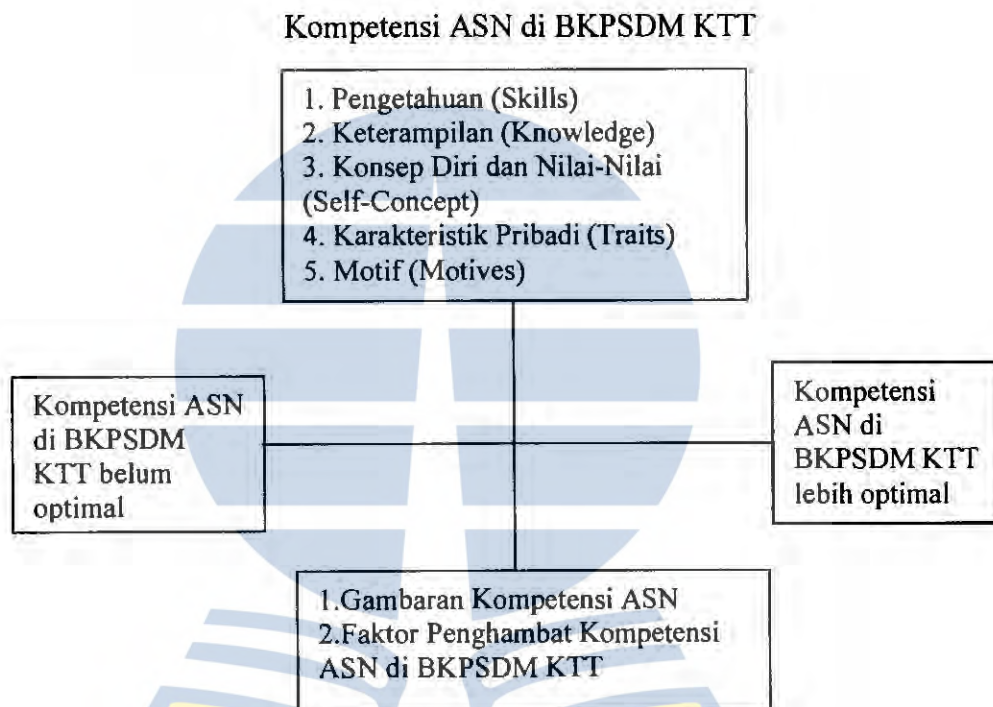 Kompetensi ASN di BKPSDM KTT
1. Pengetahuan (Skills)
2. Keterampilan (Knowledge)
3. Konsep Diri dan Nilai-Nilai
(Self-Concept)
4. Karakteristik Pribadi (Traits)
5. Motif (Motives)
Kompetensi ASN
di BKPSDM
KTT belum
optimal
Kompetensi
ASN di
BKPSDM KTT
lebih optimal
1.Gambaran Kompetensi ASN
2.Faktor Penghambat Kompetensi
ASN di BKPSDM KTT